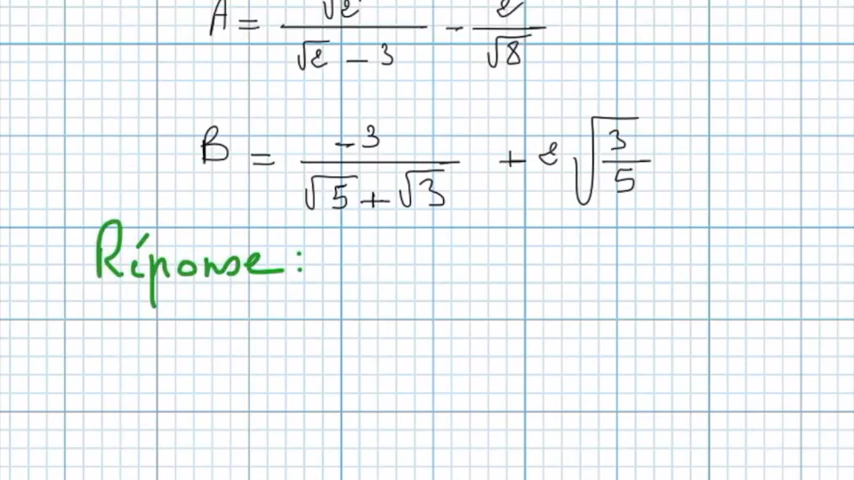 A = √2 / (√2 - 3) - 2 / √8
B = -3 / (√5 + √3) + 2 √(3/5)
Réponse :